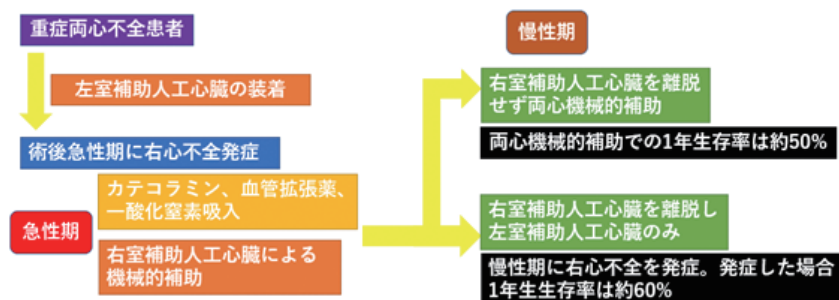 重症両心不全患者
左室補助人工心臓の装着
術後急性期に右心不全発症
急性期
カテコラミン、血管拡張薬、
一酸化窒素吸入
右室補助人工心臓による
機械的補助
慢性期
右室補助人工心臓を離脱
せず両心機械的補助
両心機械的補助での1年生存率は約50%
右室補助人工心臓を離脱し
左室補助人工心臓のみ
慢性期に右心不全を発症。発症した場合
1年生生存率は約60%